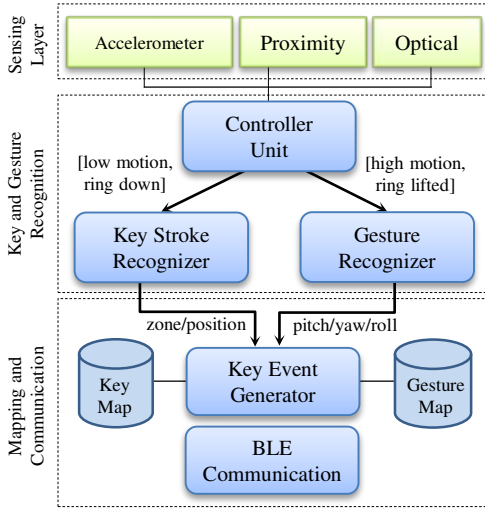 Sensing
Layer
Accelerometer
Proximity
Optical
Key and Gesture
Recognition
Controller
Unit
[low motion,
ring down]
[high motion,
ring lifted]
Key Stroke
Recognizer
Gesture
Recognizer
Mapping and
Communication
zone/position
pitch/yaw/roll
Key
Map
Key Event
Generator
Gesture
Map
BLE
Communication